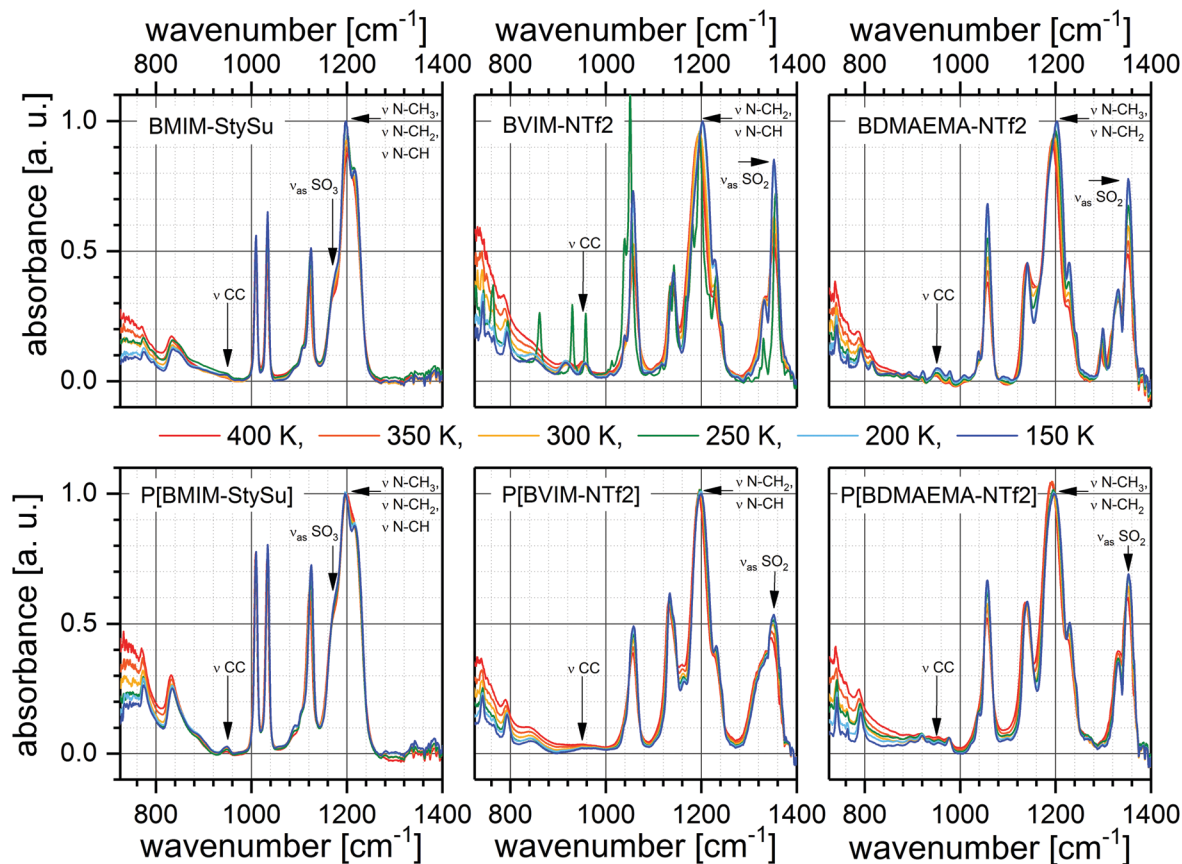 wavenumber [cm-1] wavenumber [cm-1] wavenumber [cm-1]
800 1000 1200 1400 800 1000 1200 1400 800 1000 1200 1400
absorbance [a. u.]
1.0
0.5
0.0
BMIM-StySu
ν N-CH3,
ν N-CH2,
ν N-CH
νas SO3
ν CC
BVIM-NTf2
ν N-CH2,
ν N-CH
νas SO2
ν CC
BDMAEMA-NTf2
ν N-CH3,
ν N-CH2
νas SO2
ν CC
400 K, 350 K, 300 K, 250 K, 200 K, 150 K
absorbance [a. u.]
1.0
0.5
0.0
P[BMIM-StySu]
ν N-CH3,
ν N-CH2,
ν N-CH
νas SO3
ν CC
P[BVIM-NTf2]
ν N-CH2,
ν N-CH
νas SO2
ν CC
P[BDMAEMA-NTf2]
ν N-CH3,
ν N-CH2
νas SO2
ν CC
800 1000 1200 1400 800 1000 1200 1400 800 1000 1200 1400
wavenumber [cm-1] wavenumber [cm-1] wavenumber [cm-1]